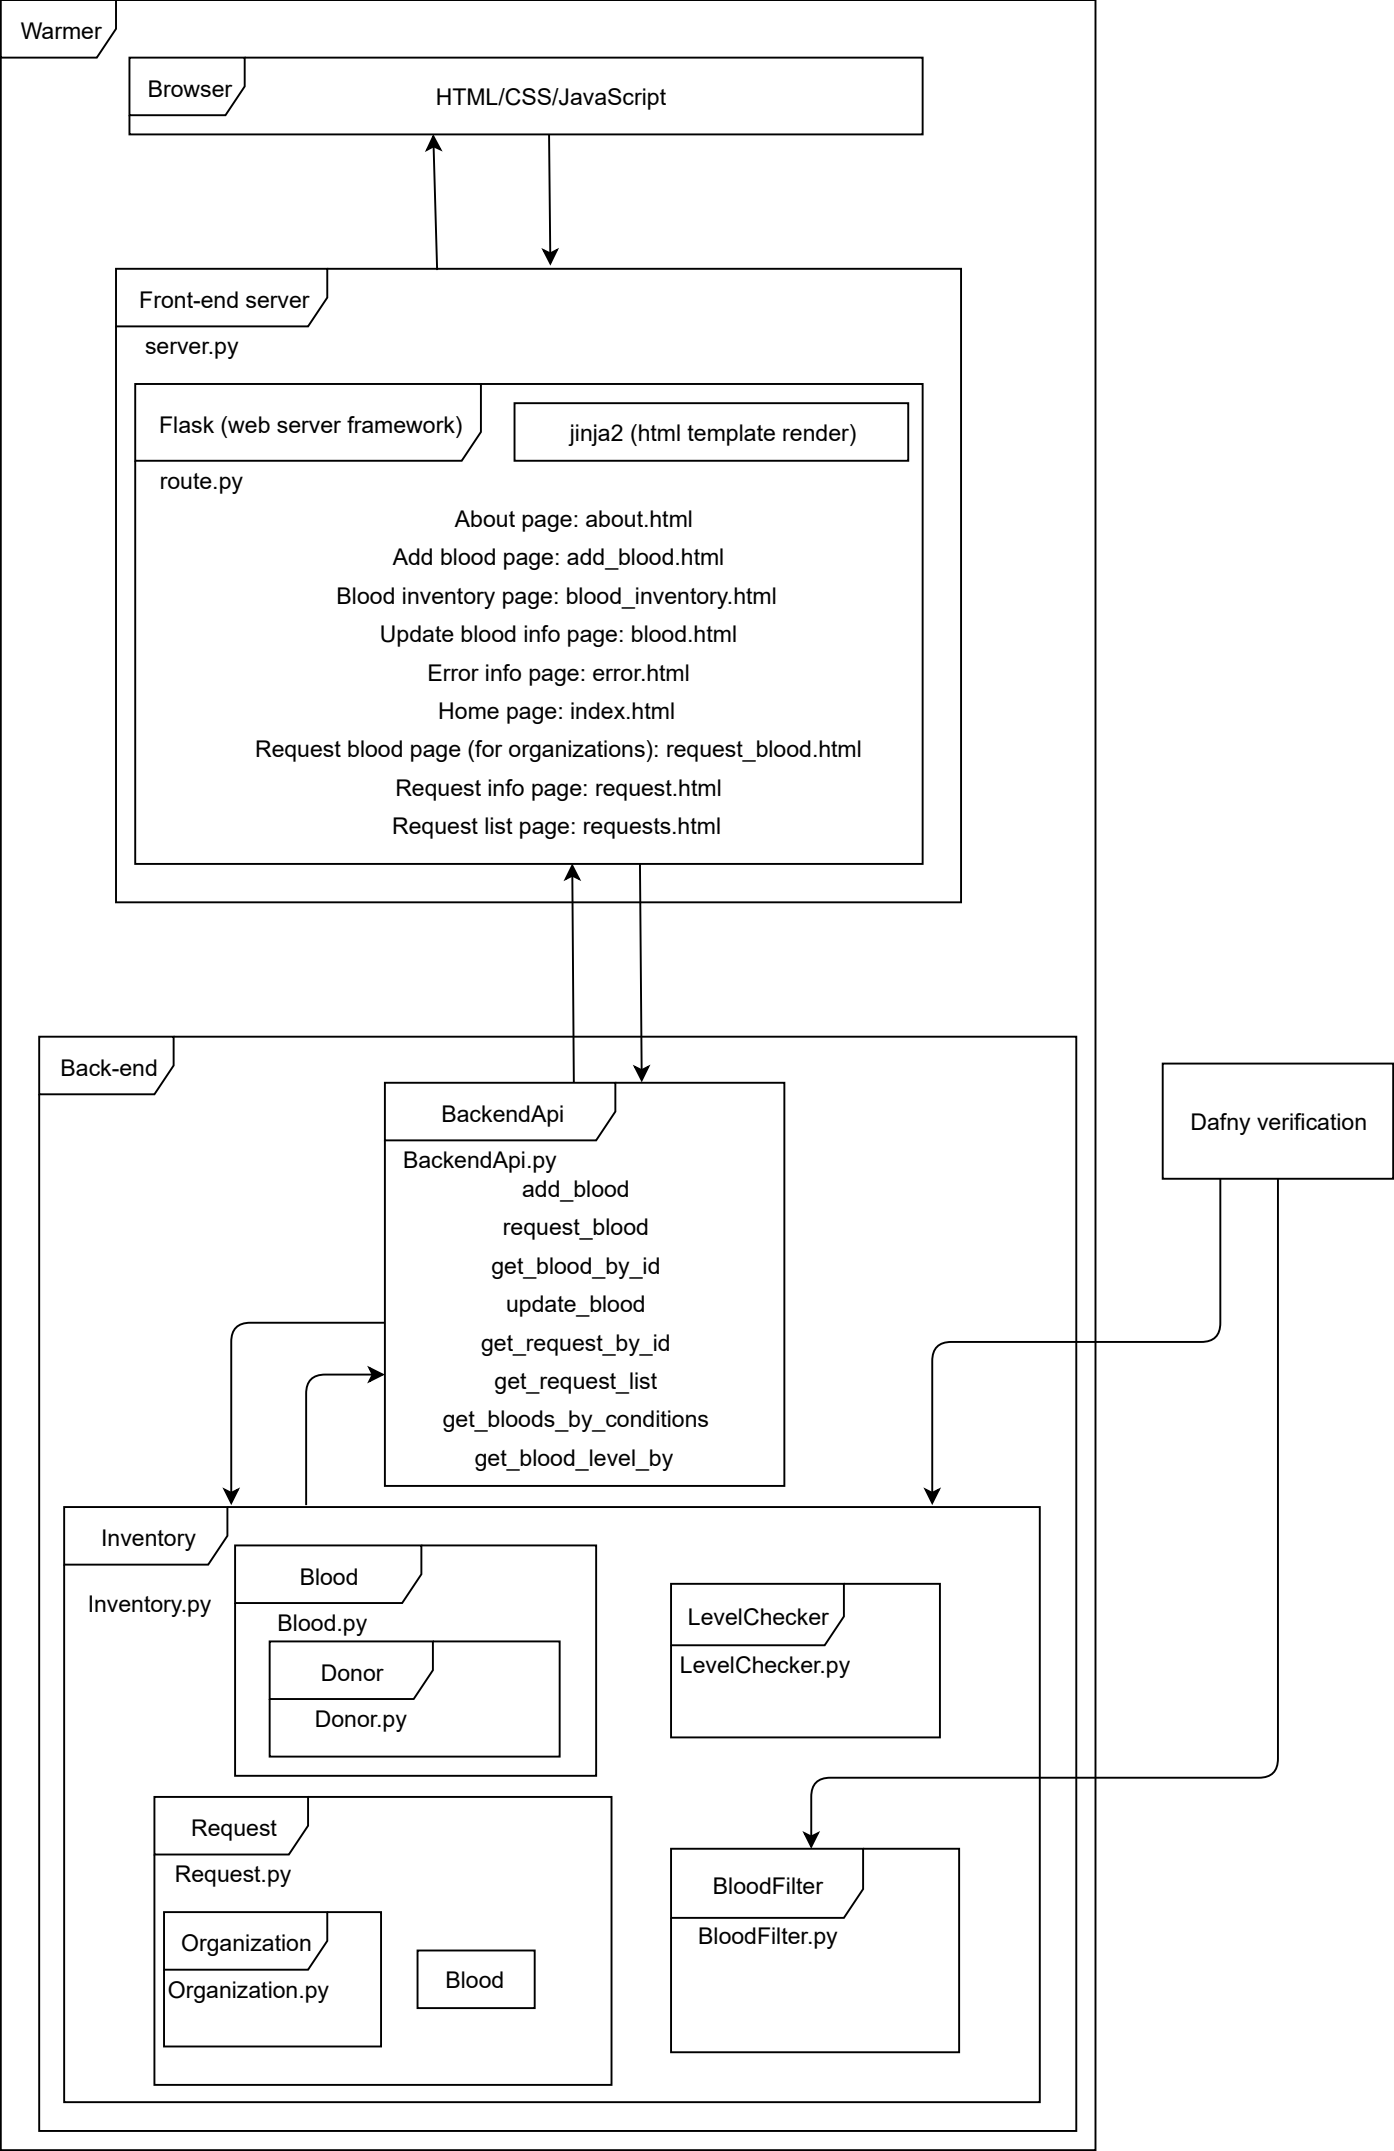 Warmer
Browser
HTML/CSS/JavaScript
Front-end server
server.py
Flask (web server framework)
jinja2 (html template render)
route.py
About page: about.html
Add blood page: add_blood.html
Blood inventory page: blood_inventory.html
Update blood info page: blood.html
Error info page: error.html
Home page: index.html
Request blood page (for organizations): request_blood.html
Request info page: request.html
Request list page: requests.html
Back-end
BackendApi
BackendApi.py
add_blood
request_blood
get_blood_by_id
update_blood
get_request_by_id
get_request_list
get_bloods_by_conditions
get_blood_level_by
Dafny verification
Inventory
Inventory.py
Blood
Blood.py
Donor
Donor.py
LevelChecker
LevelChecker.py
Request
Request.py
Organization
Organization.py
Blood
BloodFilter
BloodFilter.py